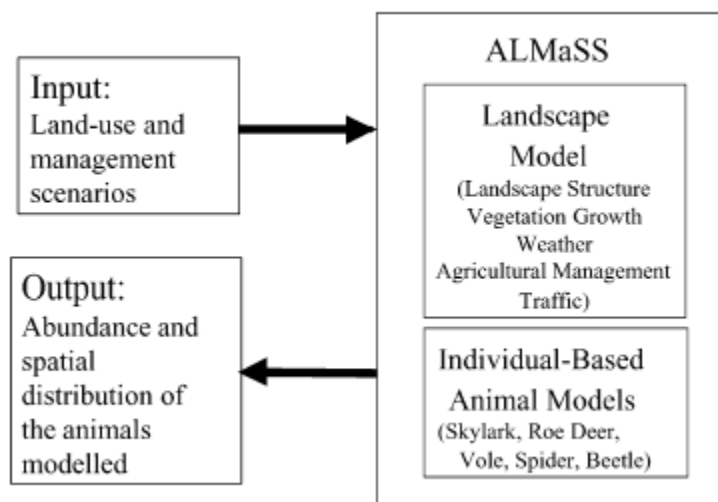 Input:
Land-use and
management
scenarios
Output:
Abundance and
spatial
distribution of
the animals
modelled
ALMaSS
Landscape
Model
(Landscape Structure
Vegetation Growth
Weather
Agricultural Management
Traffic)
Individual-Based
Animal Models
(Skylark, Roe Deer,
Vole, Spider, Beetle)